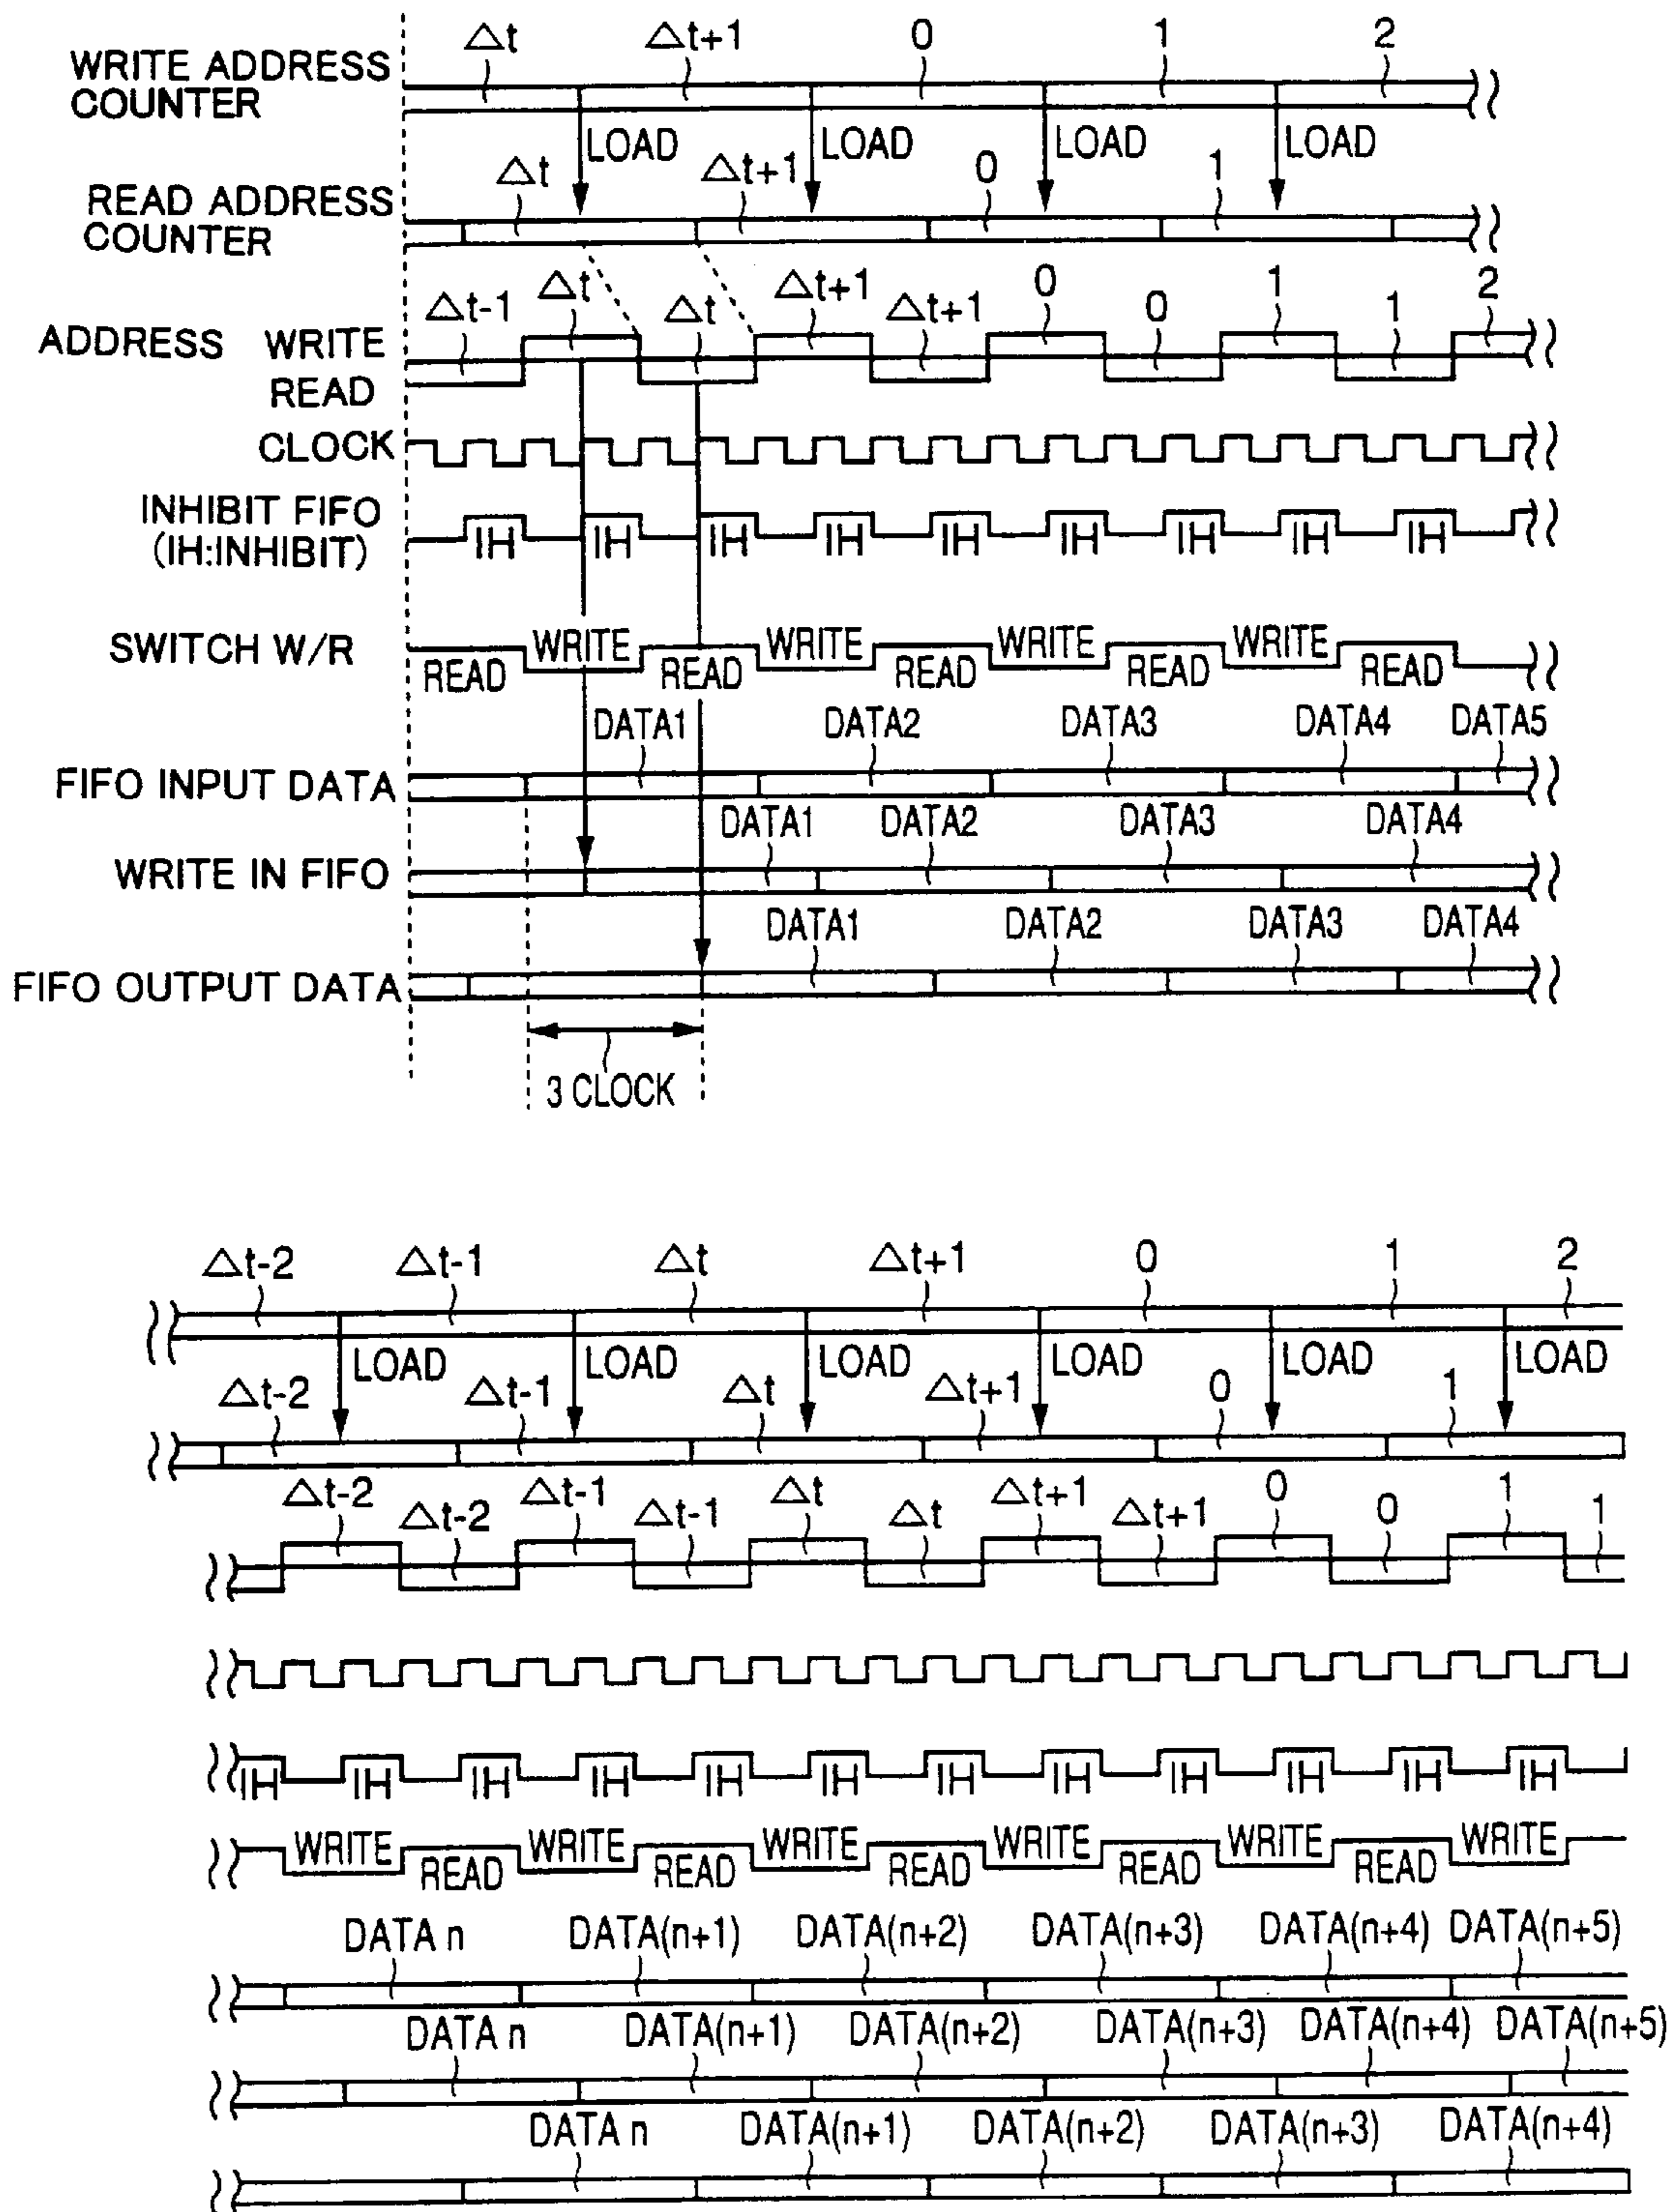 △t △t+1 0 1 2
WRITE ADDRESS
COUNTER
LOAD LOAD LOAD LOAD
△t △t+1 0 1
READ ADDRESS
COUNTER
△t-1 △t △t △t+1 △t+1 0 0 1 1 2
ADDRESS WRITE
READ
CLOCK
INHIBIT FIFO
(IH:INHIBIT)
IH IH IH IH IH IH IH IH IH
SWITCH W/R
READ WRITE READ WRITE READ WRITE READ WRITE READ
DATA1 DATA2 DATA3 DATA4 DATA5
FIFO INPUT DATA
DATA1 DATA2 DATA3 DATA4
WRITE IN FIFO
DATA1 DATA2 DATA3 DATA4
FIFO OUTPUT DATA
3 CLOCK
△t-2 △t-1 △t △t+1 0 1 2
LOAD LOAD LOAD LOAD LOAD LOAD
△t-2 △t-1 △t △t+1 0 1
△t-2 △t-2 △t-1 △t-1 △t △t △t+1 △t+1 0 0 1 1
IH IH IH IH IH IH IH IH IH IH IH IH
WRITE READ WRITE READ WRITE READ WRITE READ WRITE READ WRITE
DATA n DATA(n+1) DATA(n+2) DATA(n+3) DATA(n+4) DATA(n+5)
DATA n DATA(n+1) DATA(n+2) DATA(n+3) DATA(n+4) DATA(n+5)
DATA n DATA(n+1) DATA(n+2) DATA(n+3) DATA(n+4)